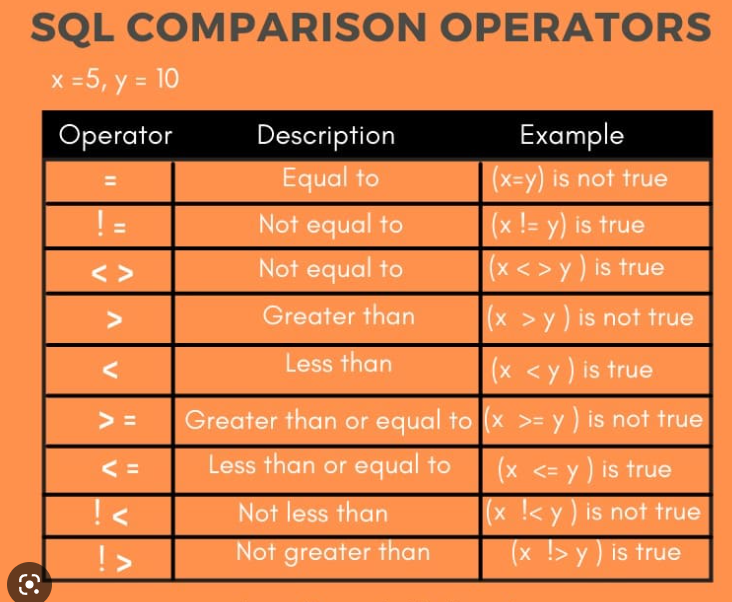 SQL COMPARISON OPERATORS
x =5, y = 10
Operator Description Example
= Equal to (x=y) is not true
! = Not equal to (x != y) is true
< > Not equal to (x < > y ) is true
> Greater than (x > y ) is not true
< Less than (x < y ) is true
> = Greater than or equal to (x >= y ) is not true
< = Less than or equal to (x <= y ) is true
! < Not less than (x !< y ) is not true
! > Not greater than (x !> y ) is true